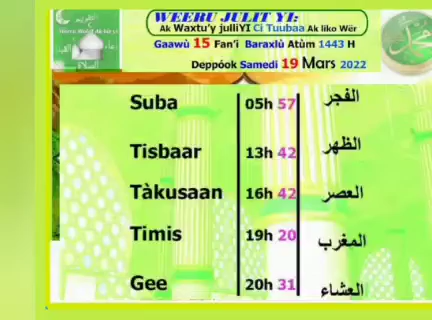 WEERU JULIT YI:
Ak Waxtu'y julliYI Ci Tuubaa Ak liko Wër
Gaawù 15 Fan'i Baraxlù Atùm 1443 H
Deppóok Samedi 19 Mars 2022
Suba 05h 57 الفجر
Tisbaar 13h 42 الظهر
Tàkusaan 16h 42 العصر
Timis 19h 20 المغرب
Gee 20h 31 العشاء